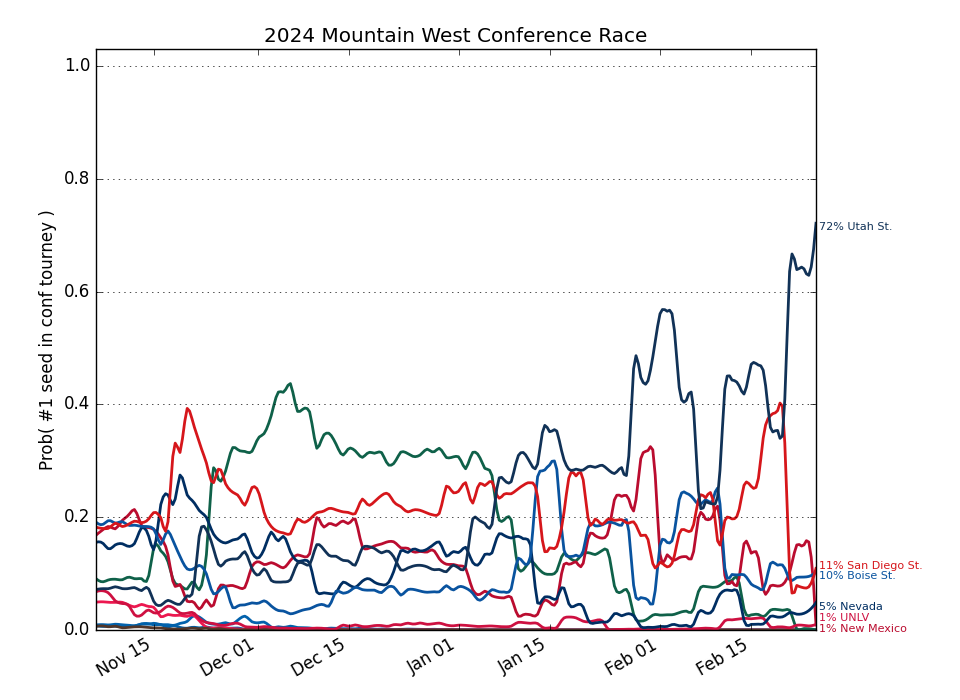 2024 Mountain West Conference Race
Prob( #1 seed in conf tourney )
1.0
0.8
0.6
0.4
0.2
0.0
Nov 15
Dec 01
Dec 15
Jan 01
Jan 15
Feb 01
Feb 15
72% Utah St.
11% San Diego St.
10% Boise St.
5% Nevada
1% UNLV
1% New Mexico